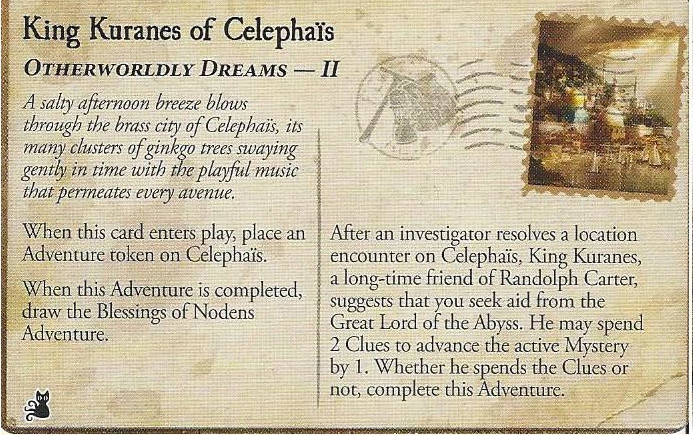 King Kuranes of Celephaïs
OTHERWORLDLY DREAMS — II
A salty afternoon breeze blows
through the brass city of Celephaïs, its
many clusters of ginkgo trees swaying
gently in time with the playful music
that permeates every avenue.
When this card enters play, place an
Adventure token on Celephaïs.
When this Adventure is completed,
draw the Blessings of Nodens
Adventure.
After an investigator resolves a location
encounter on Celephaïs, King Kuranes,
a long-time friend of Randolph Carter,
suggests that you seek aid from the
Great Lord of the Abyss. He may spend
2 Clues to advance the active Mystery
by 1. Whether he spends the Clues or
not, complete this Adventure.